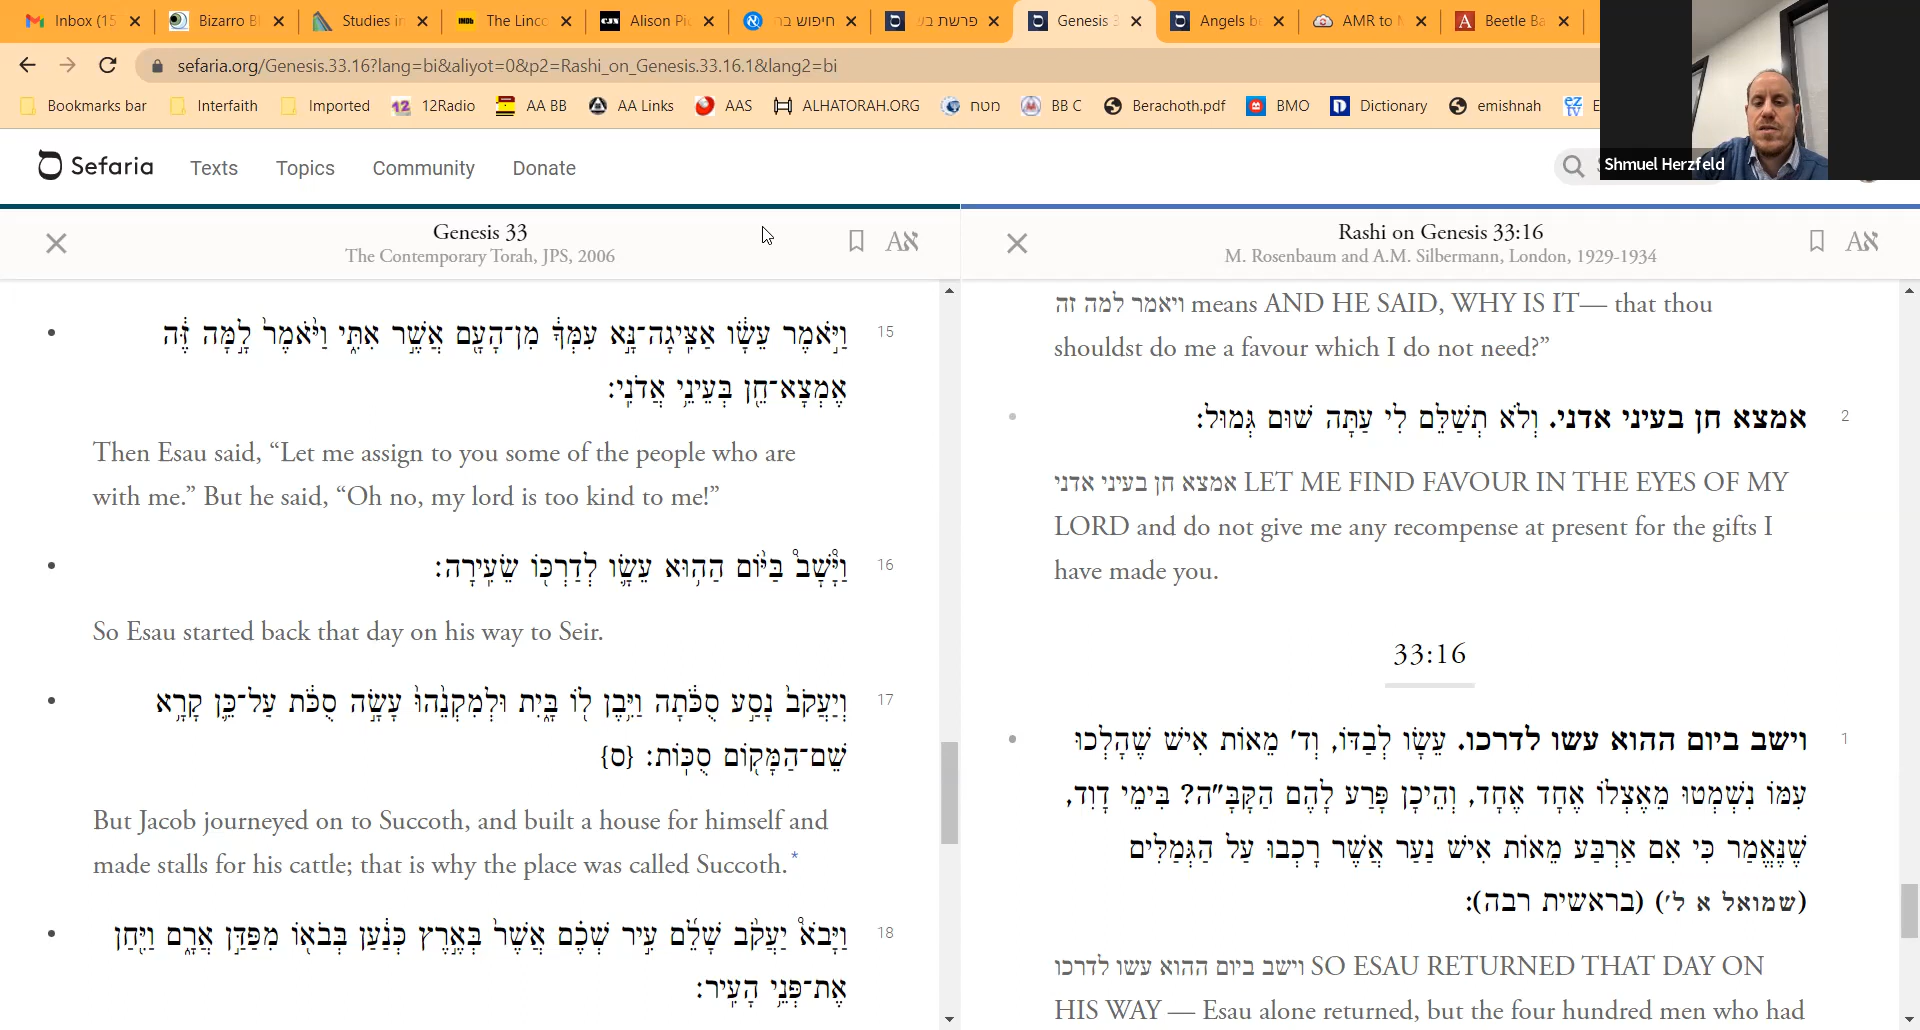 Inbox (15
Bizarro Bl
Studies in
The Linco
Alison Pic
חיפוש בר
פרשת בע
Genesis 3
Angels b
AMR to M
Beetle Ba
sefaria.org/Genesis.33.16?lang=bi&aliyot=0&p2=Rashi_on_Genesis.33.16.1&lang2=bi
Bookmarks bar
Interfaith
Imported
12Radio
AA BB
AA Links
AAS
ALHATORAH.ORG
מטח
BB C
Berachoth.pdf
BMO
Dictionary
emishnah
Shmuel Herzfeld
Sefaria
Texts
Topics
Community
Donate
Genesis 33
The Contemporary Torah, JPS, 2006
15
וַיֹּ֣אמֶר עֵשָׂ֔ו אַצִּֽיגָה־נָּ֣א עִמְּךָ֔ מִן־הָעָ֖ם אֲשֶׁ֣ר אִתִּ֑י וַיֹּ֙אמֶר֙ לָ֣מָּה זֶּ֔ה
אֶמְצָא־חֵ֖ן בְּעֵינֵ֥י אֲדֹנִֽי׃
Then Esau said, “Let me assign to you some of the people who are
with me.” But he said, “Oh no, my lord is too kind to me!”
16
וַיָּ֩שׇׁב֩ בַּיּ֨וֹם הַה֥וּא עֵשָׂ֛ו לְדַרְכּ֖וֹ שֵׂעִֽירָה׃
So Esau started back that day on his way to Seir.
17
וְיַעֲקֹב֙ נָסַ֣ע סֻכֹּ֔תָה וַיִּ֥בֶן ל֖וֹ בָּ֑יִת וּלְמִקְנֵ֙הוּ֙ עָשָׂ֣ה סֻכֹּ֔ת עַל־כֵּ֛ן קָרָ֥א
שֵׁם־הַמָּק֖וֹם סֻכּֽוֹת׃ {ס}
But Jacob journeyed on to Succoth, and built a house for himself and
made stalls for his cattle; that is why the place was called Succoth.*
18
וַיָּבֹא֩ יַעֲקֹ֨ב שָׁלֵ֜ם עִ֣יר שְׁכֶ֗ם אֲשֶׁר֙ בְּאֶ֣רֶץ כְּנַ֔עַן בְּבֹא֖וֹ מִפַּדַּ֣ן אֲרָ֑ם וַיִּ֖חַן
אֶת־פְּנֵ֥י הָעִֽיר׃
Rashi on Genesis 33:16
M. Rosenbaum and A.M. Silbermann, London, 1929-1934
ויאמר למה זה means AND HE SAID, WHY IS IT— that thou
shouldst do me a favour which I do not need?”
2
אמצא חן בעיני אדני. וְלֹא תְשַׁלֵּם לִי עַתָּה שׁוּם גְּמוּל:
אמצא חן בעיני אדני LET ME FIND FAVOUR IN THE EYES OF MY
LORD and do not give me any recompense at present for the gifts I
have made you.
33:16
1
וישב ביום ההוא עשו לדרכו. עֵשָׂו לְבַדּוֹ, וְד' מֵאוֹת אִישׁ שֶׁהָלְכוּ
עִמּוֹ נִשְׁמְטוּ מֵאֶצְלוֹ אֶחָד אֶחָד, וְהֵיכָן פָּרַע לָהֶם הַקָּבָּ"ה? בִּימֵי דָוִד,
שֶׁנֶּאֱמַר כִּי אִם אַרְבַּע מֵאוֹת אִישׁ נַעַר אֲשֶׁר רָכְבוּ עַל הַגְּמַלִּים
(שמואל א ל') (בראשית רבה):
וישב ביום ההוא עשו לדרכו SO ESAU RETURNED THAT DAY ON
HIS WAY — Esau alone returned, but the four hundred men who had